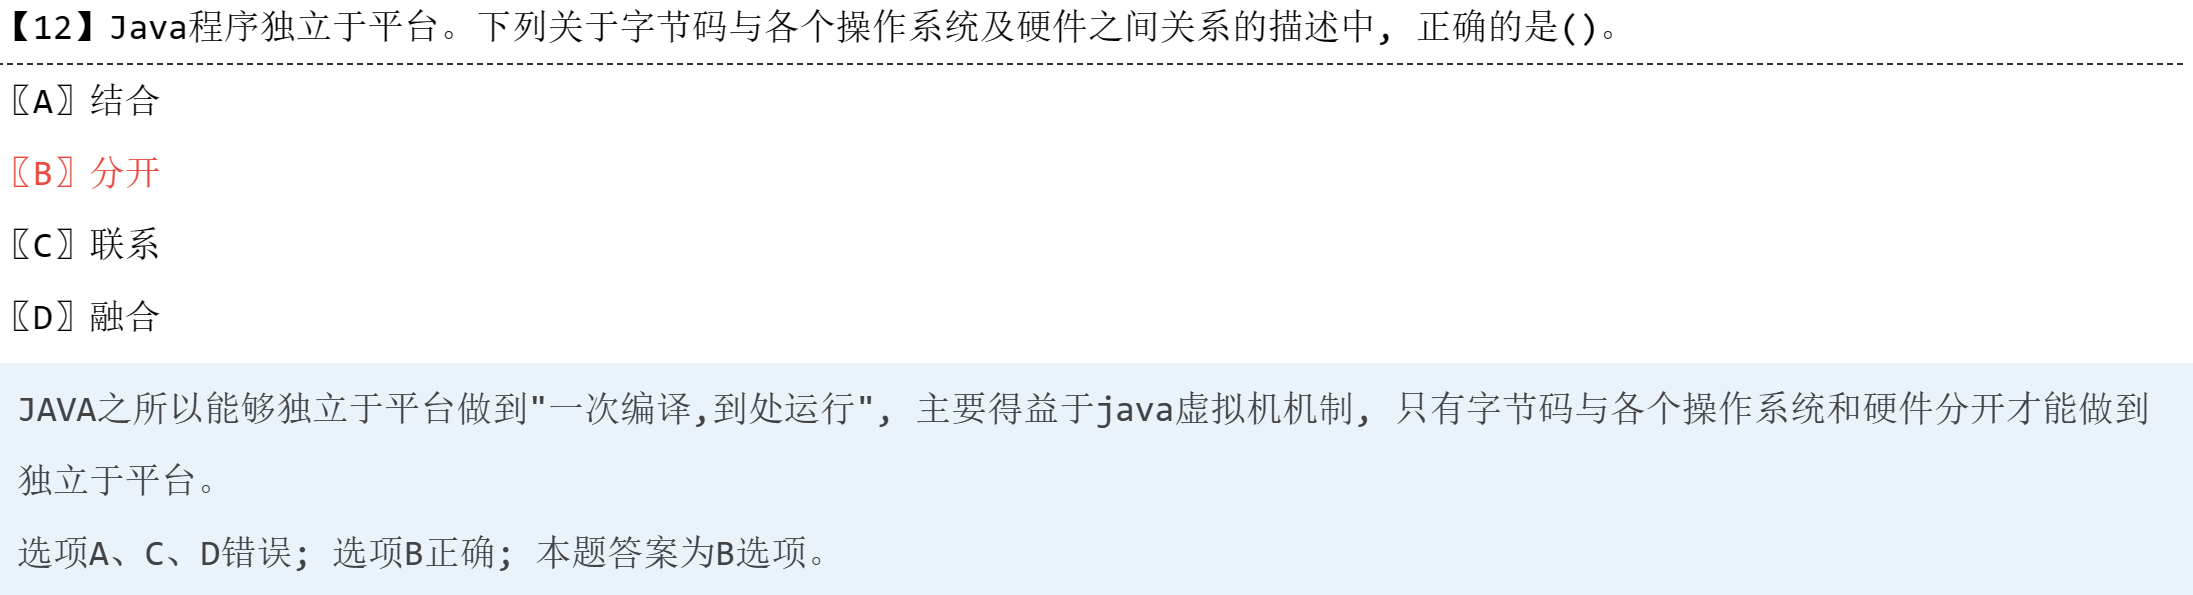 【12】Java程序独立于平台。下列关于字节码与各个操作系统及硬件之间关系的描述中, 正确的是()。
〖A〗结合
〖B〗分开
〖C〗联系
〖D〗融合
JAVA之所以能够独立于平台做到"一次编译,到处运行", 主要得益于java虚拟机机制, 只有字节码与各个操作系统和硬件分开才能做到
独立于平台。
选项A、C、D错误; 选项B正确; 本题答案为B选项。